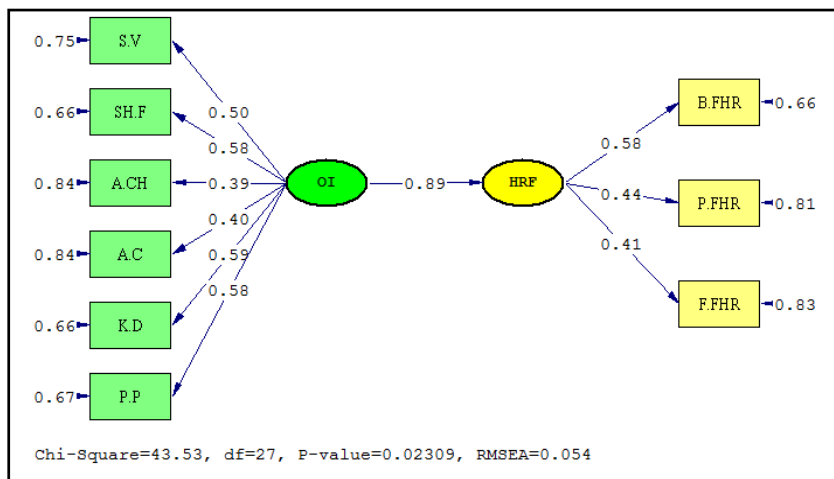 0.75 S.V
0.50
0.66 SH.F
0.58
0.84 A.CH
0.39
0.84 A.C
0.40
0.66 K.D
0.59
0.67 P.P
0.58
OI
0.89
HRF
0.58
B.FHR 0.66
0.44
P.FHR 0.81
0.41
F.FHR 0.83
Chi-Square=43.53, df=27, P-value=0.02309, RMSEA=0.054